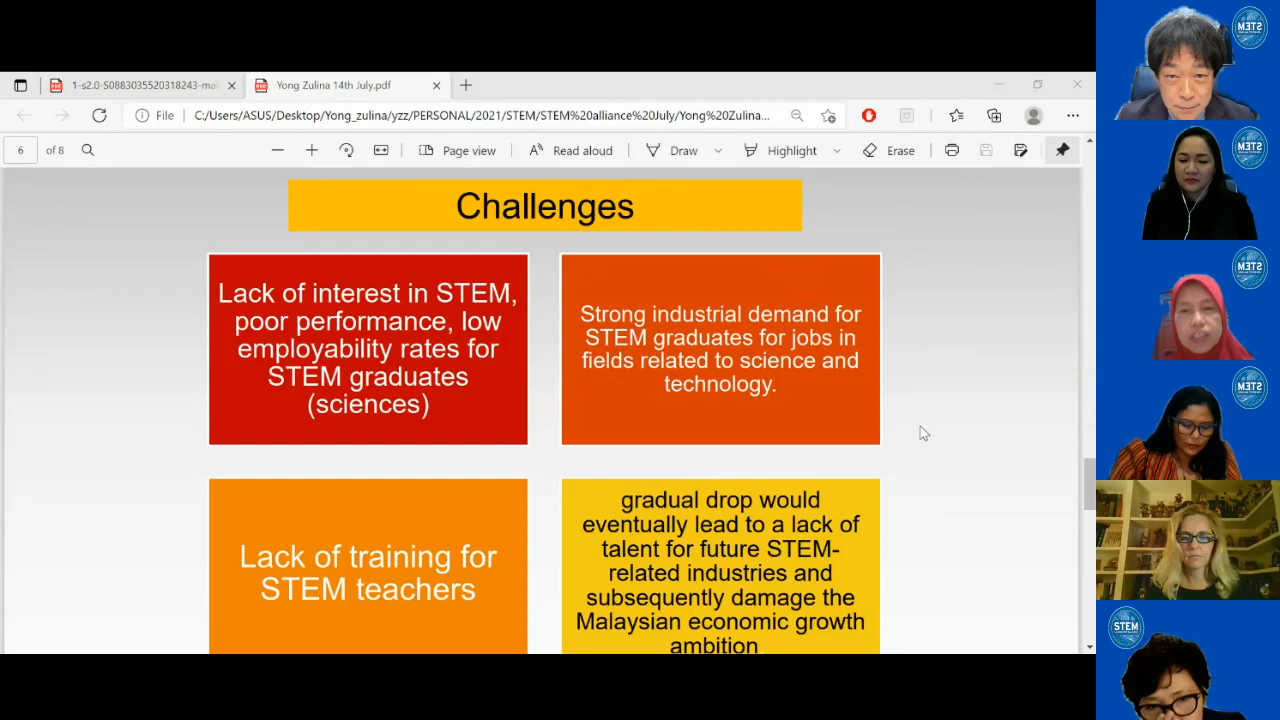 1-s2.0-S0883035520318243-mai
Yong Zulina 14th July.pdf
File
C:/Users/ASUS/Desktop/Yong_zulina/yzz/PERSONAL/2021/STEM/STEM%20alliance%20July/Yong%20Zulina...
6
of 8
Page view
Read aloud
Draw
Highlight
Erase
Challenges
Lack of interest in STEM,
poor performance, low
employability rates for
STEM graduates
(sciences)
Strong industrial demand for
STEM graduates for jobs in
fields related to science and
technology.
Lack of training for
STEM teachers
gradual drop would
eventually lead to a lack of
talent for future STEM-
related industries and
subsequently damage the
Malaysian economic growth
ambition
STEM
STEM
STEM
STEM
STEM